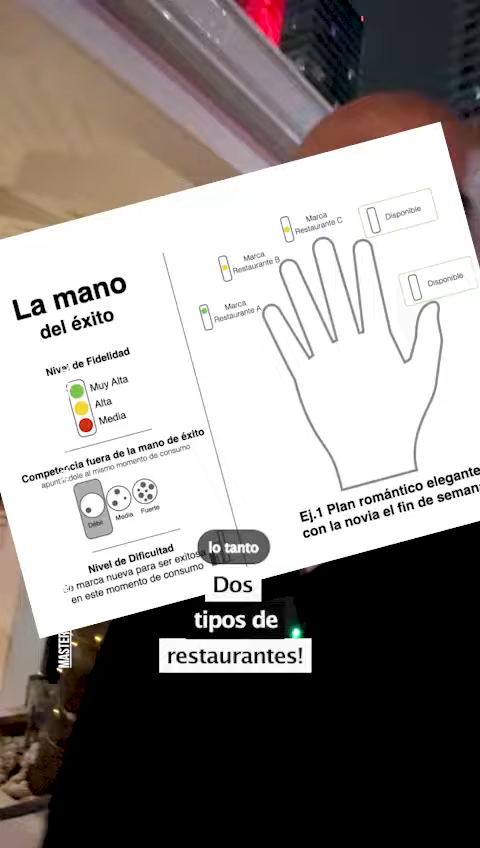 La mano
del éxito
Nivel de Fidelidad
Muy Alta
Alta
Media
Competencia fuera de la mano de éxito
al mismo momento de consumo
Débil
Media
Fuerte
Nivel de Dificultad
marca nueva para ser exitosa
en este momento de consumo
Marca
Restaurante A
Marca
Restaurante B
Marca
Restaurante C
Disponible
Disponible
Ej.1 Plan romántico elegante
con la novia el fin de
lo tanto
Dos
tipos de
restaurantes!